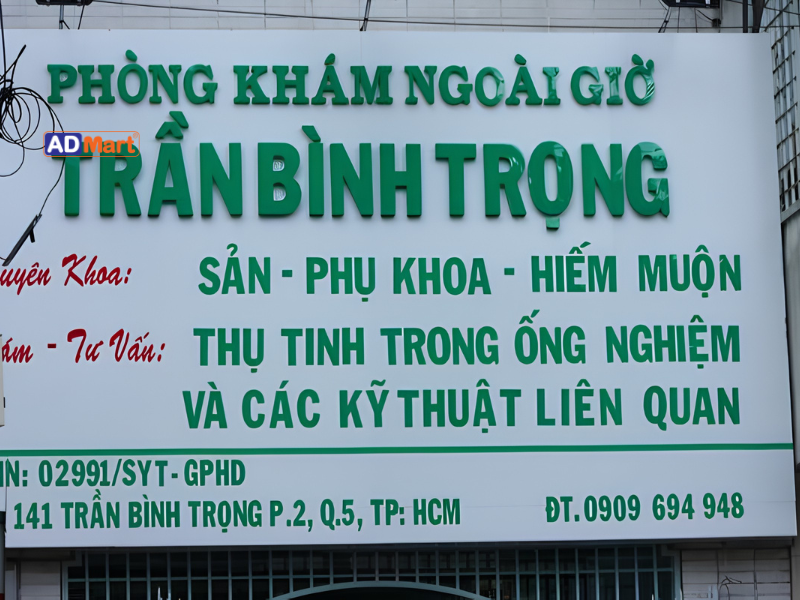 PHÒNG KHÁM NGOÀI GIỜ
AD Mart
TRẦN BÌNH TRỌNG
uyên Khoa: SẢN - PHỤ KHOA - HIẾM MUỘN
ám - Tư Vấn: THỤ TINH TRONG ỐNG NGHIỆM
VÀ CÁC KỸ THUẬT LIÊN QUAN
N: 02991/SYT-GPHD
141 TRẦN BÌNH TRỌNG P.2, Q.5, TP: HCM ĐT.0909 694 948